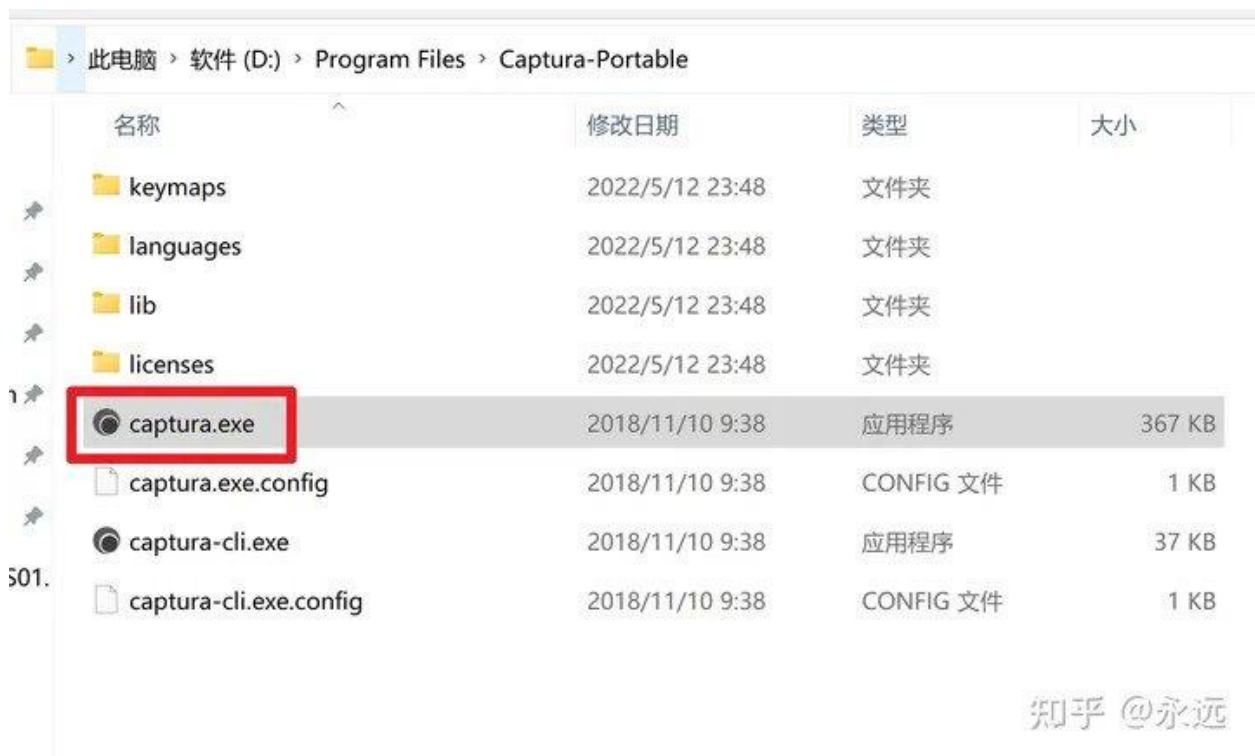 此电脑 > 软件 (D:) > Program Files > Captura-Portable
名称 修改日期 类型 大小
keymaps 2022/5/12 23:48 文件夹
languages 2022/5/12 23:48 文件夹
lib 2022/5/12 23:48 文件夹
licenses 2022/5/12 23:48 文件夹
captura.exe 2018/11/10 9:38 应用程序 367 KB
captura.exe.config 2018/11/10 9:38 CONFIG 文件 1 KB
captura-cli.exe 2018/11/10 9:38 应用程序 37 KB
S01.
captura-cli.exe.config 2018/11/10 9:38 CONFIG 文件 1 KB
知乎 @永远